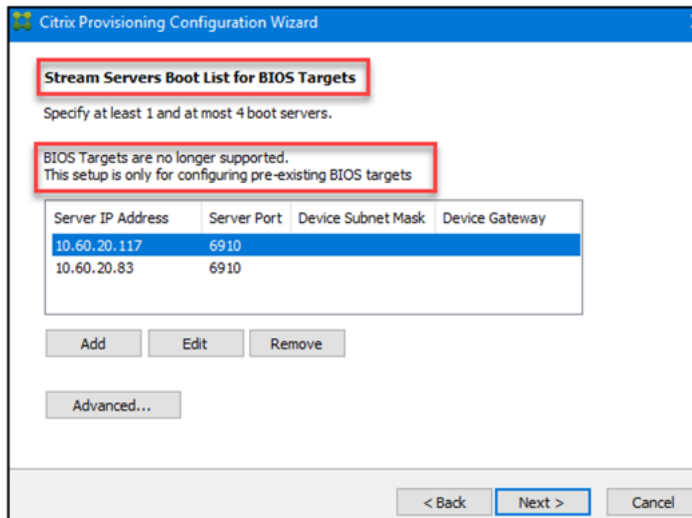 Citrix Provisioning Configuration Wizard
Stream Servers Boot List for BIOS Targets
Specify at least 1 and at most 4 boot servers.
BIOS Targets are no longer supported.
This setup is only for configuring pre-existing BIOS targets
Server IP Address Server Port Device Subnet Mask Device Gateway
10.60.20.117 6910
10.60.20.83 6910
Add Edit Remove
Advanced...
< Back Next > Cancel